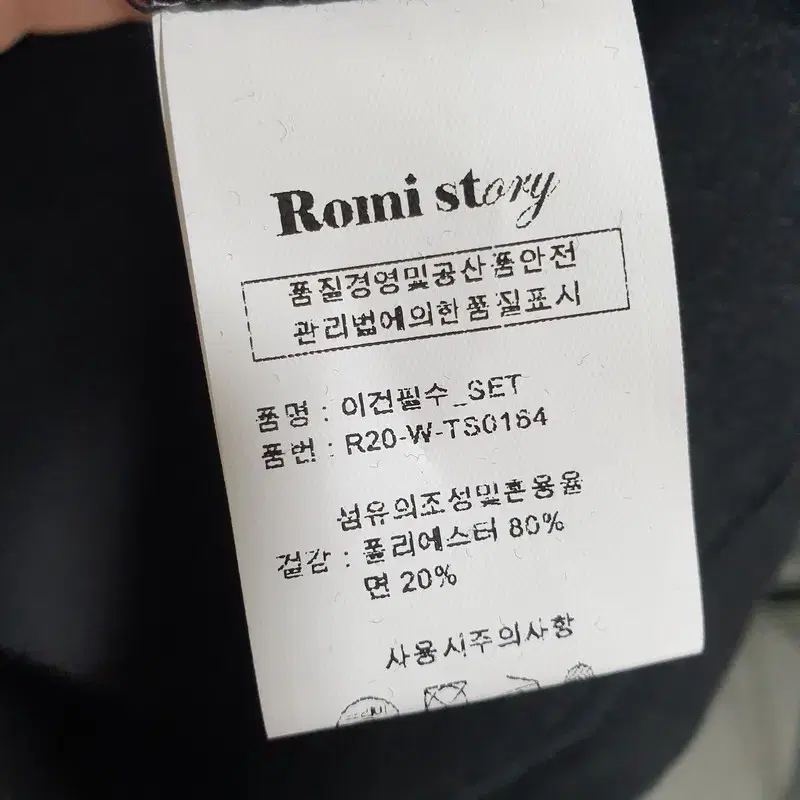 Romi story
품질경영및공산품안전
관리법에의한품질표시
품명 : 이건필수_SET
품번 : R20-W-TS0164
섬유의조성및혼용율
겉감 : 폴리에스터 80%
면 20%
사용시주의사항